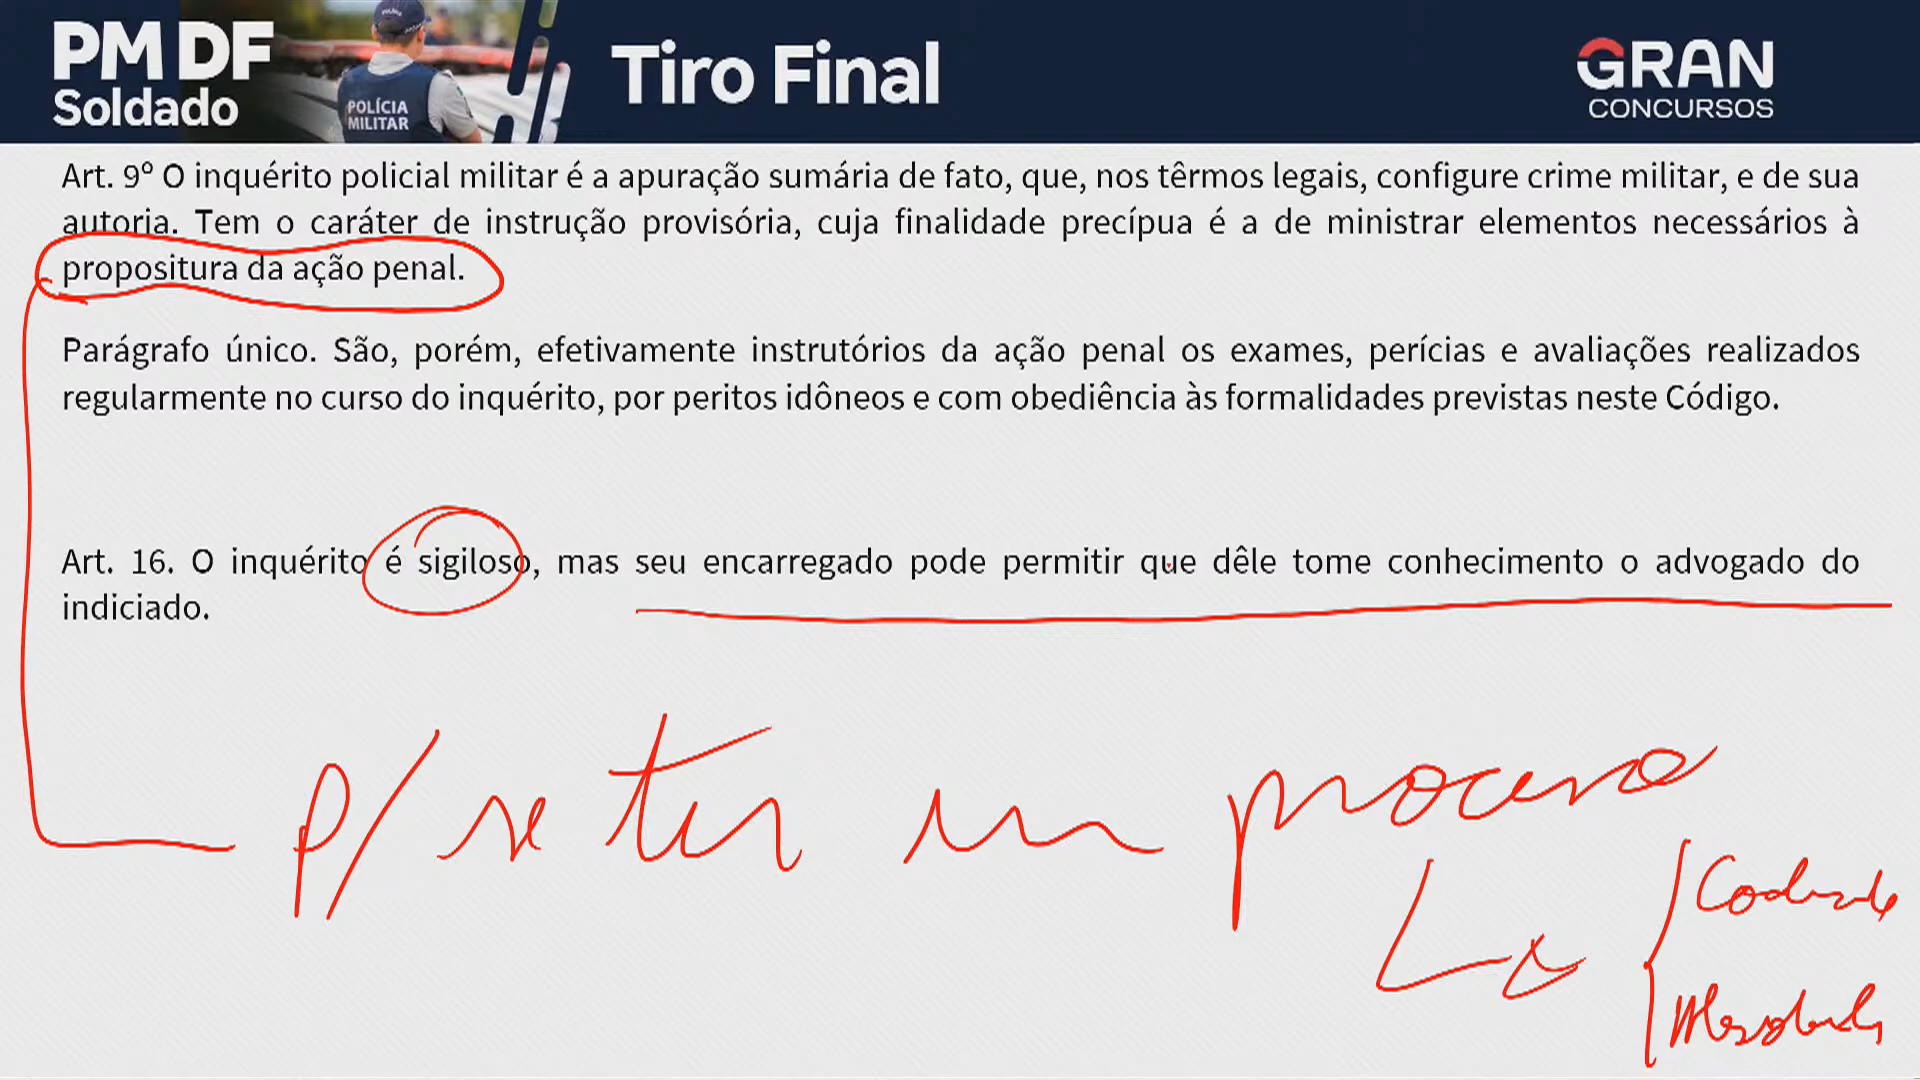 PM DF
Soldado
POLÍCIA
MILITAR
Tiro Final
GRAN
CONCURSOS
Art. 9º O inquérito policial militar é a apuração sumária de fato, que, nos têrmos legais, configure crime militar, e de sua
autoria. Tem o caráter de instrução provisória, cuja finalidade precípua é a de ministrar elementos necessários à
propositura da ação penal.
Parágrafo único. São, porém, efetivamente instrutórios da ação penal os exames, perícias e avaliações realizados
regularmente no curso do inquérito, por peritos idôneos e com obediência às formalidades previstas neste Código.
Art. 16. O inquérito é sigiloso, mas seu encarregado pode permitir que dêle tome conhecimento o advogado do
indiciado.
p/ se ter um processo